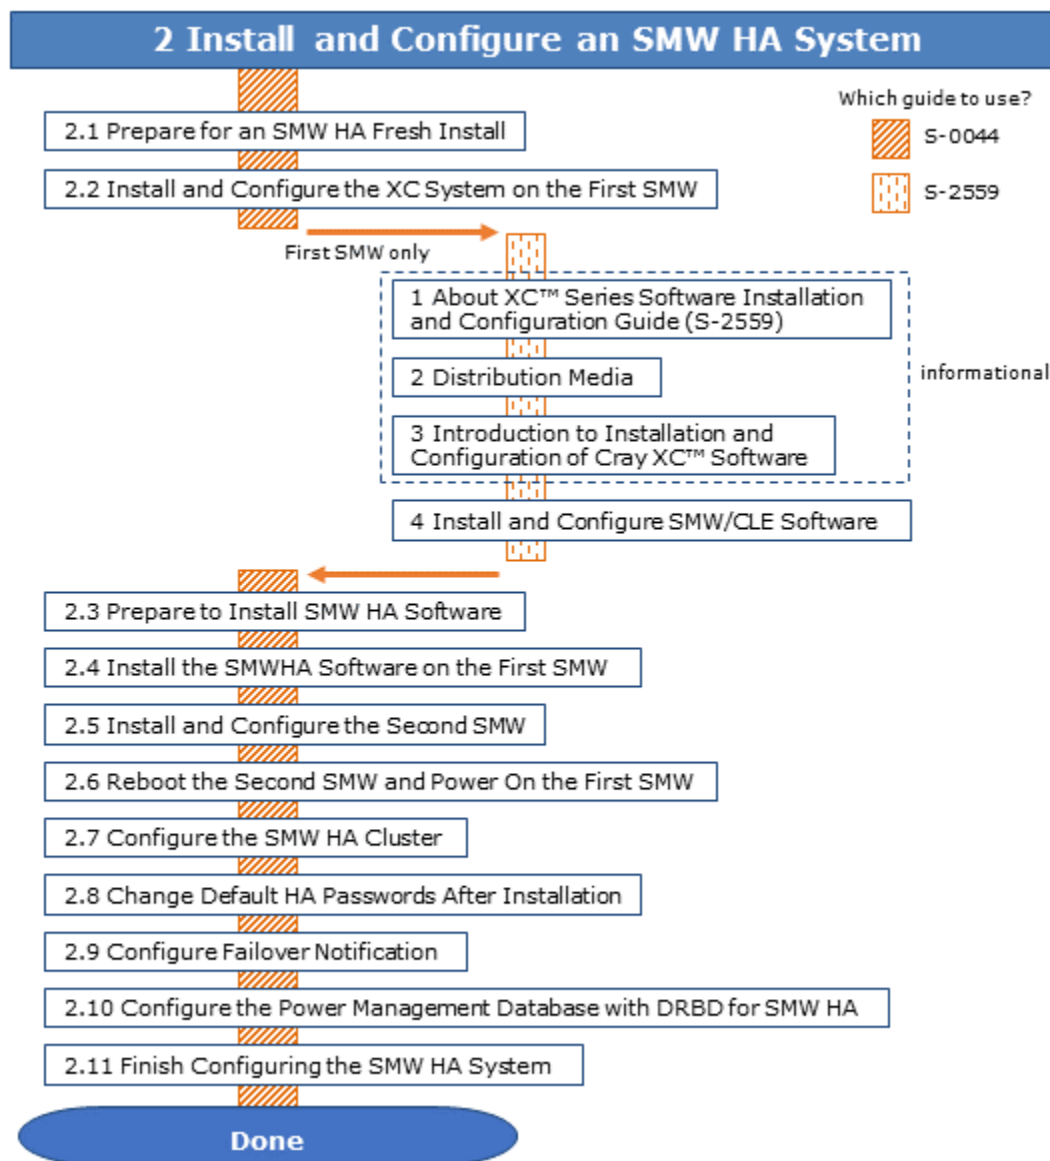 2 Install and Configure an SMW HA System
Which guide to use?
S-0044
S-2559
2.1 Prepare for an SMW HA Fresh Install
2.2 Install and Configure the XC System on the First SMW
First SMW only
1 About XC™ Series Software Installation
and Configuration Guide (S-2559)
2 Distribution Media
3 Introduction to Installation and
Configuration of Cray XC™ Software
informational
4 Install and Configure SMW/CLE Software
2.3 Prepare to Install SMW HA Software
2.4 Install the SMWHA Software on the First SMW
2.5 Install and Configure the Second SMW
2.6 Reboot the Second SMW and Power On the First SMW
2.7 Configure the SMW HA Cluster
2.8 Change Default HA Passwords After Installation
2.9 Configure Failover Notification
2.10 Configure the Power Management Database with DRBD for SMW HA
2.11 Finish Configuring the SMW HA System
Done